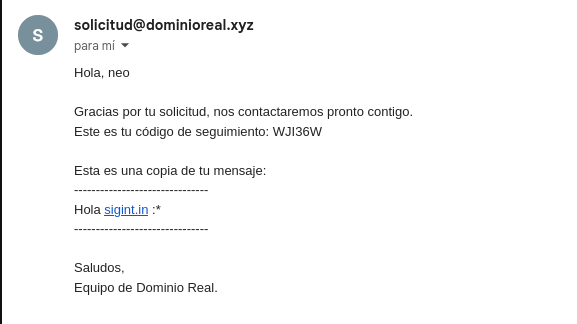 S
solicitud@dominioreal.xyz
para mí
Hola, neo
Gracias por tu solicitud, nos contactaremos pronto contigo.
Este es tu código de seguimiento: WJI36W
Esta es una copia de tu mensaje:
-------------------------------
Hola sigint.in :*
-------------------------------
Saludos,
Equipo de Dominio Real.